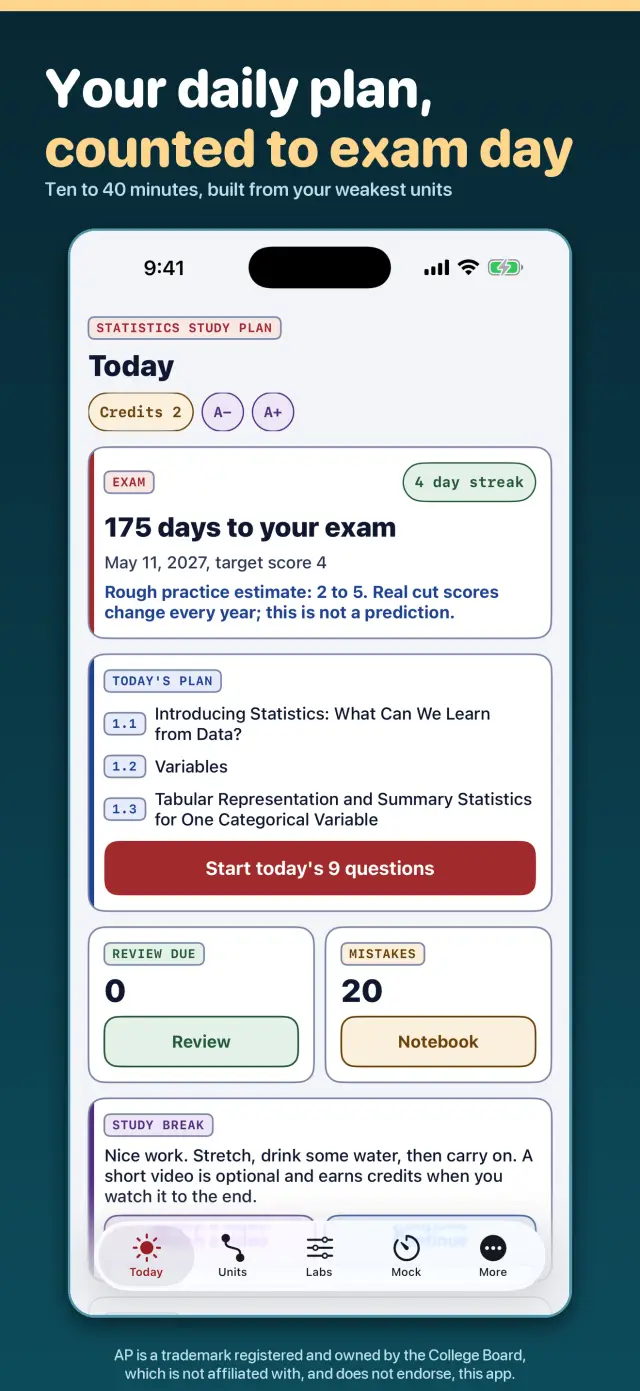 Your daily plan,
counted to exam day
Ten to 40 minutes, built from your weakest units
9:41
STATISTICS STUDY PLAN
Today
Credits 2
A−
A+
EXAM
4 day streak
175 days to your exam
May 11, 2027, target score 4
Rough practice estimate: 2 to 5. Real cut scores
change every year; this is not a prediction.
TODAY'S PLAN
1.1
Introducing Statistics: What Can We Learn
from Data?
1.2
Variables
1.3
Tabular Representation and Summary Statistics
for One Categorical Variable
Start today's 9 questions
REVIEW DUE
MISTAKES
0
20
Review
Notebook
STUDY BREAK
Nice work. Stretch, drink some water, then carry on. A
short video is optional and earns credits when you
watch it to the end.
Today
Units
Labs
Mock
More
AP is a trademark registered and owned by the College Board,
which is not affiliated with, and does not endorse, this app.